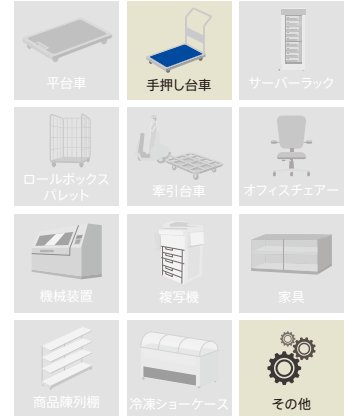 平台車
手押し台車
サーバーラック
ロールボックス
パレット
牽引台車
オフィスチェアー
機械装置
複写機
家具
商品陳列棚
冷凍ショーケース
その他